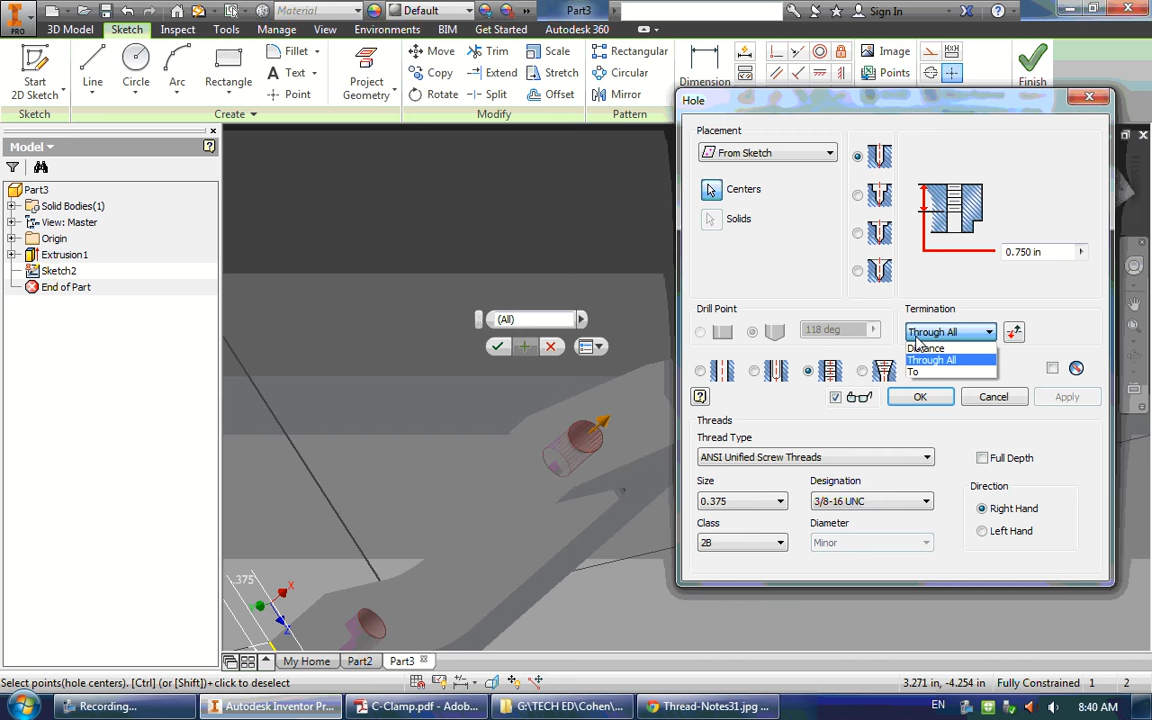 Material
Default
Part3
Sign In
PRO
3D Model
Sketch
Inspect
Tools
Manage
View
Environments
BIM
Get Started
Autodesk 360
Start
2D Sketch
Line
Circle
Arc
Rectangle
Fillet
Text
Point
Project
Geometry
Move
Copy
Rotate
Trim
Extend
Split
Scale
Stretch
Offset
Rectangular
Circular
Mirror
Dimension
Image
Points
Finish
Sketch
Create
Modify
Pattern
Model
Part3
Solid Bodies(1)
View: Master
Origin
Extrusion1
Sketch2
End of Part
(All)
.375
X
Z
Hole
Placement
From Sketch
Centers
Solids
0.750 in
Drill Point
118 deg
Termination
Through All
Distance
Through All
To
OK
Cancel
Apply
Threads
Thread Type
ANSI Unified Screw Threads
Full Depth
Size
Designation
0.375
3/8-16 UNC
Direction
Right Hand
Left Hand
Class
Diameter
2B
Minor
My Home
Part2
Part3
Select points(hole centers). [Ctrl] (or [Shift])+click to deselect
3.271 in, -4.254 in
Fully Constrained
1
2
Recording...
Autodesk Inventor Pr...
C-Clamp.pdf - Adob...
G:\TECH ED\Cohen\...
Thread-Notes31.jpg ...
EN
8:40 AM